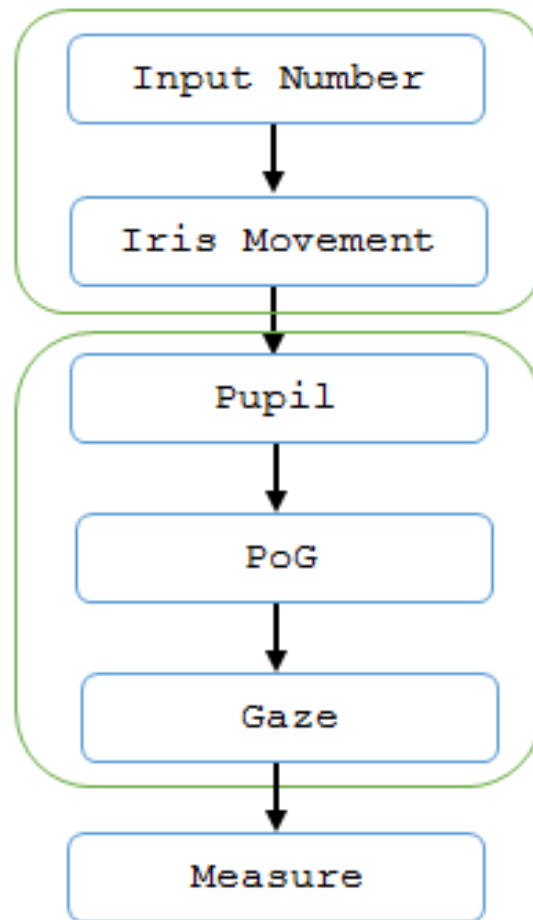 Input Number
Iris Movement
Pupil
PoG
Gaze
Measure